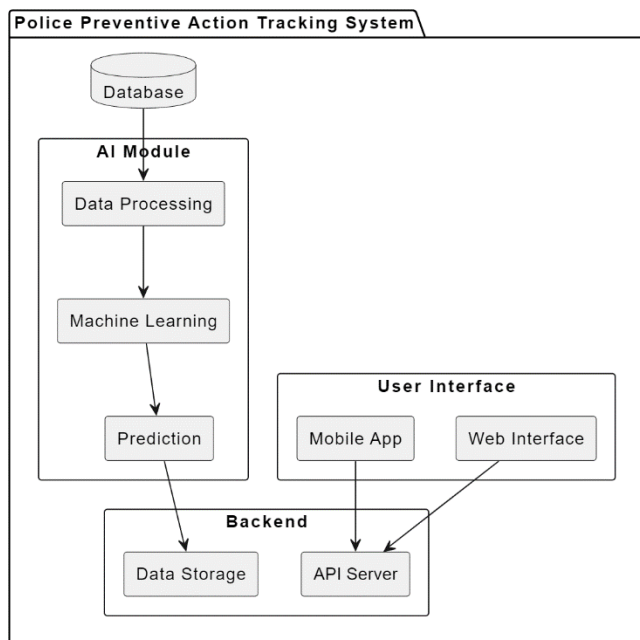 Police Preventive Action Tracking System
Database
AI Module
Data Processing
Machine Learning
Prediction
User Interface
Mobile App
Web Interface
Backend
Data Storage
API Server